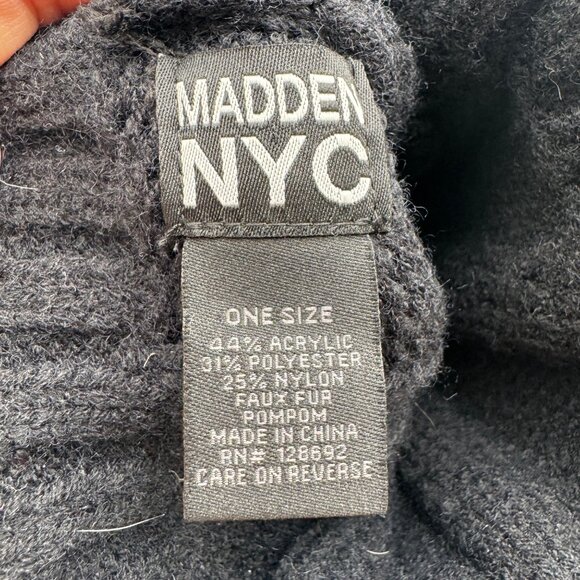 MADDEN
NYC
ONE SIZE
44% ACRYLIC
31% POLYESTER
25% NYLON
FAUX FUR
POMPOM
MADE IN CHINA
RN# 128692
CARE ON REVERSE